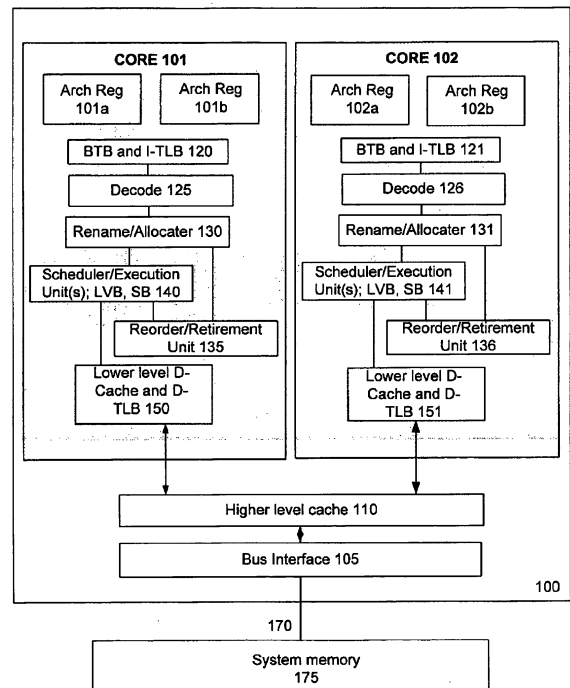 CORE 101
Arch Reg
101a
Arch Reg
101b
BTB and I-TLB 120
Decode 125
Rename/Allocater 130
Scheduler/Execution
Unit(s); LVB, SB 140
Reorder/Retirement
Unit 135
Lower level D-
Cache and D-
TLB 150
CORE 102
Arch Reg
102a
Arch Reg
102b
BTB and I-TLB 121
Decode 126
Rename/Allocater 131
Scheduler/Execution
Unit(s); LVB, SB 141
Reorder/Retirement
Unit 136
Lower level D-
Cache and D-
TLB 151
Higher level cache 110
Bus Interface 105
100
170
System memory
175